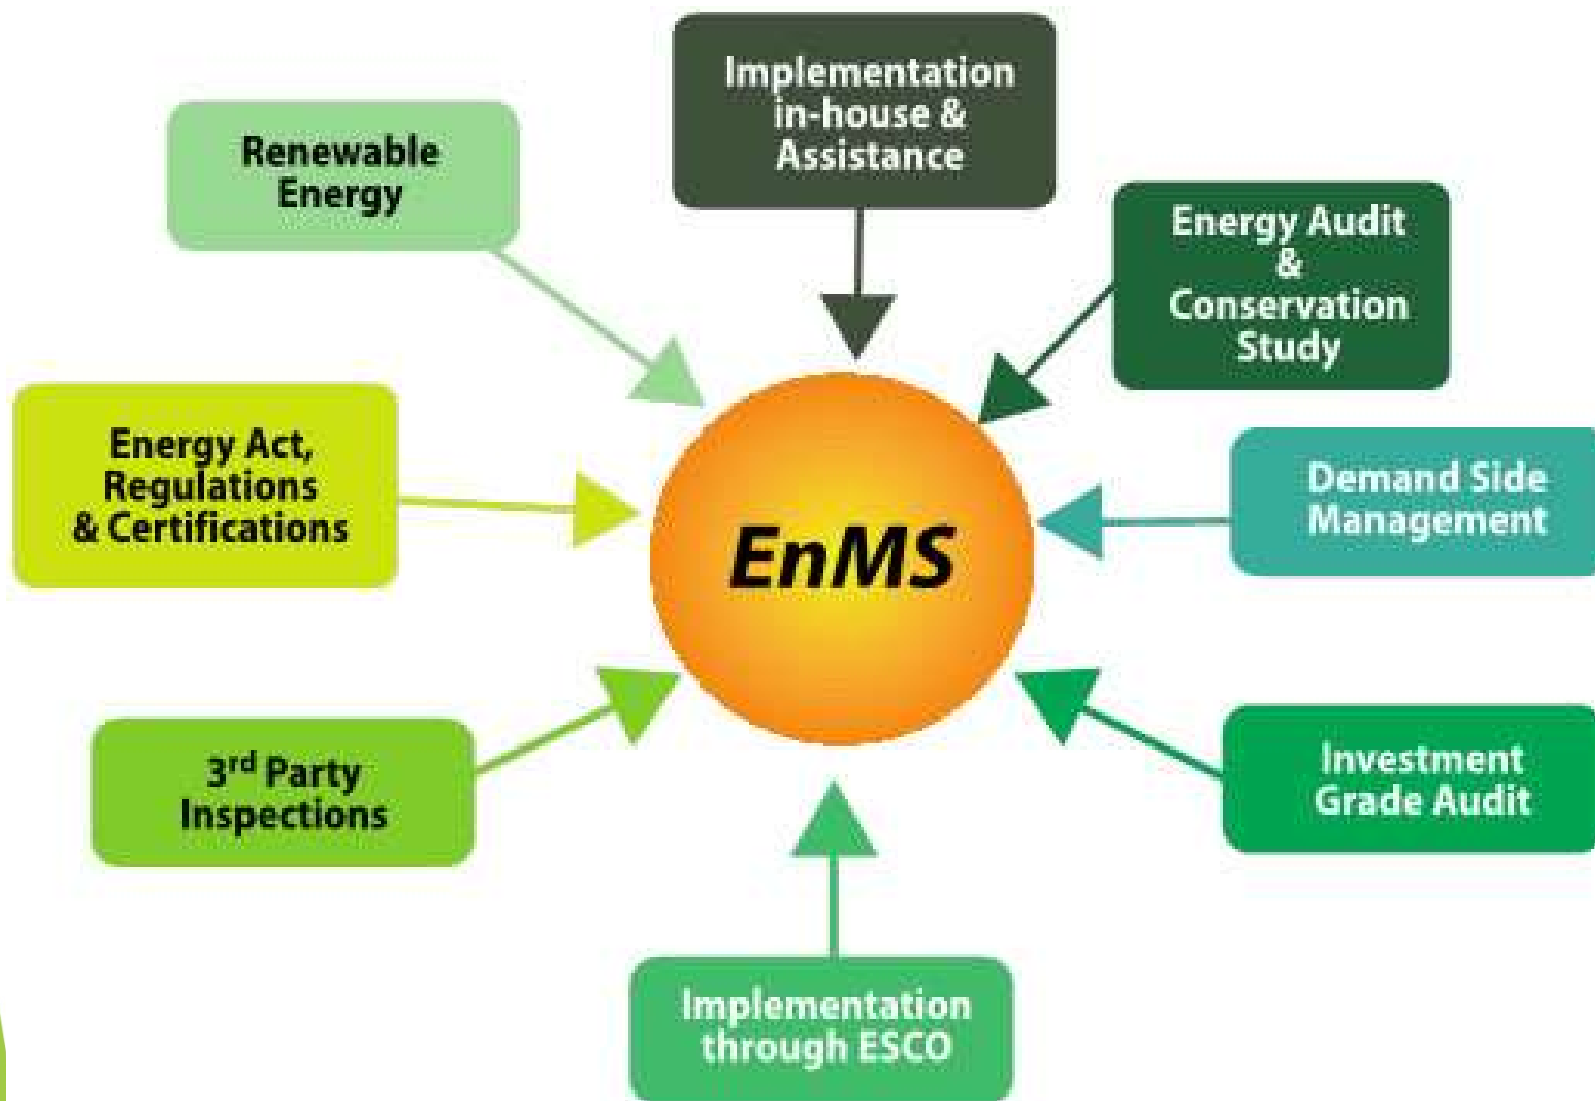 Implementation
in-house &
Assistance
Renewable
Energy
Energy Audit
&
Conservation
Study
Energy Act,
Regulations
& Certifications
Demand Side
Management
EnMS
3rd Party
Inspections
Investment
Grade Audit
Implementation
through ESCO